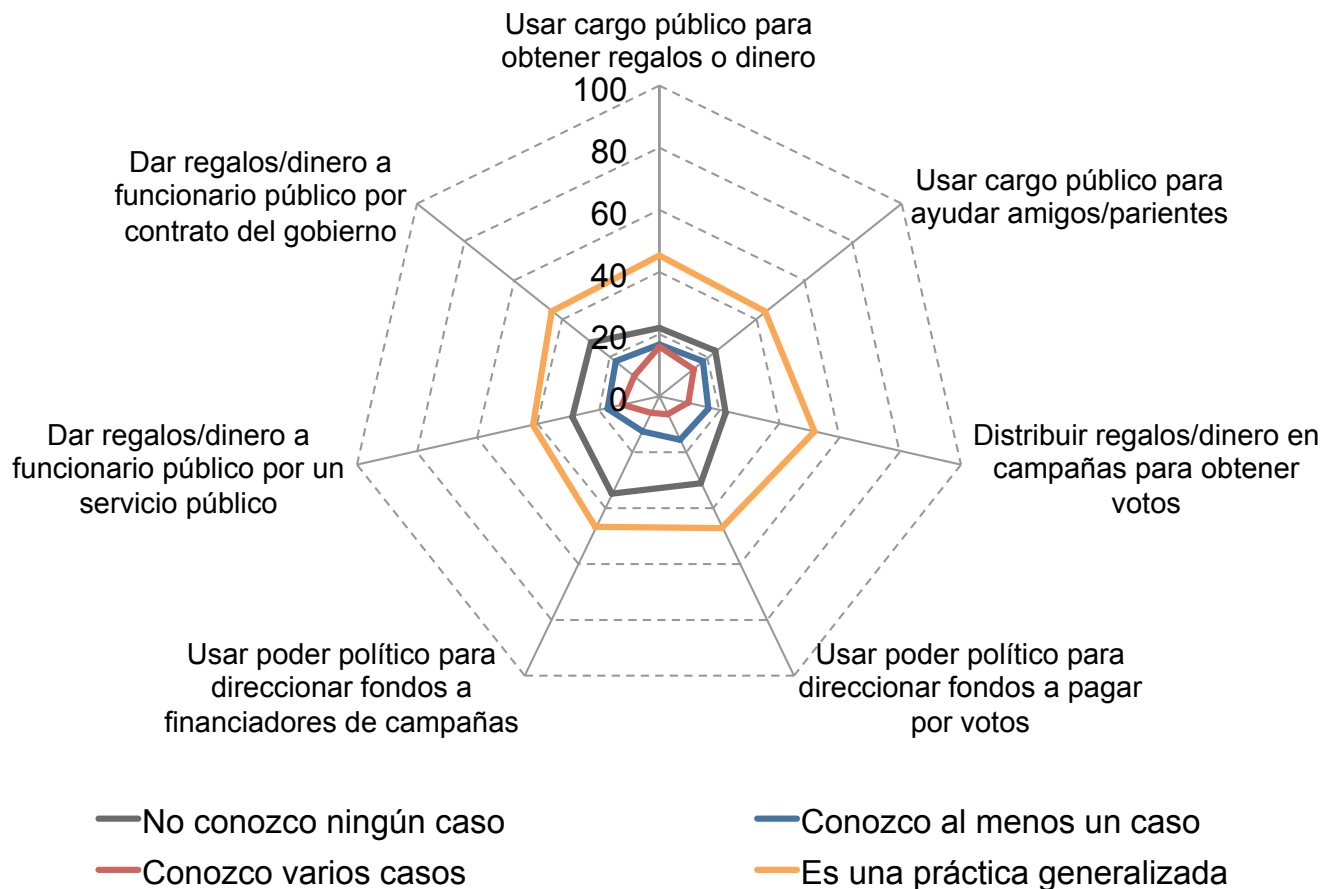 Usar cargo público para
obtener regalos o dinero
100
80
60
40
20
0
Usar cargo público para
ayudar amigos/parientes
Distribuir regalos/dinero en
campañas para obtener
votos
Usar poder político para
direccionar fondos a pagar
por votos
Usar poder político para
direccionar fondos a
financiadores de campañas
Dar regalos/dinero a
funcionario público por un
servicio público
Dar regalos/dinero a
funcionario público por
contrato del gobierno
No conozco ningún caso
Conozco al menos un caso
Conozco varios casos
Es una práctica generalizada